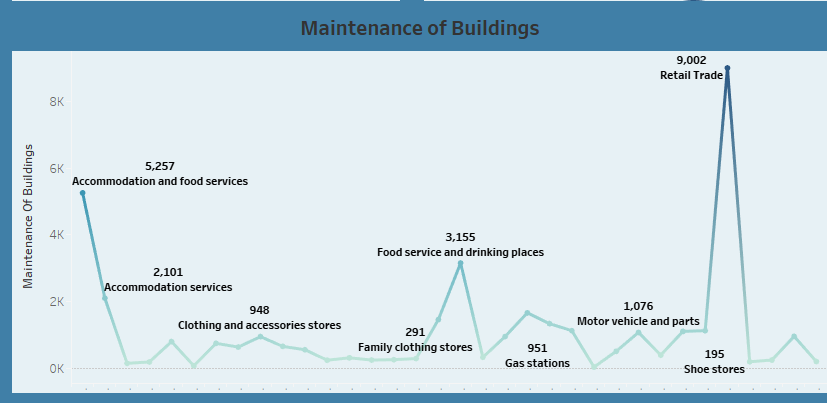 Maintenance of Buildings
Maintenance Of Buildings
8K
6K
4K
2K
0K
9,002
Retail Trade
5,257
Accommodation and food services
3,155
Food service and drinking places
2,101
Accommodation services
948
Clothing and accessories stores
291
Family clothing stores
1,076
Motor vehicle and parts
951
Gas stations
195
Shoe stores